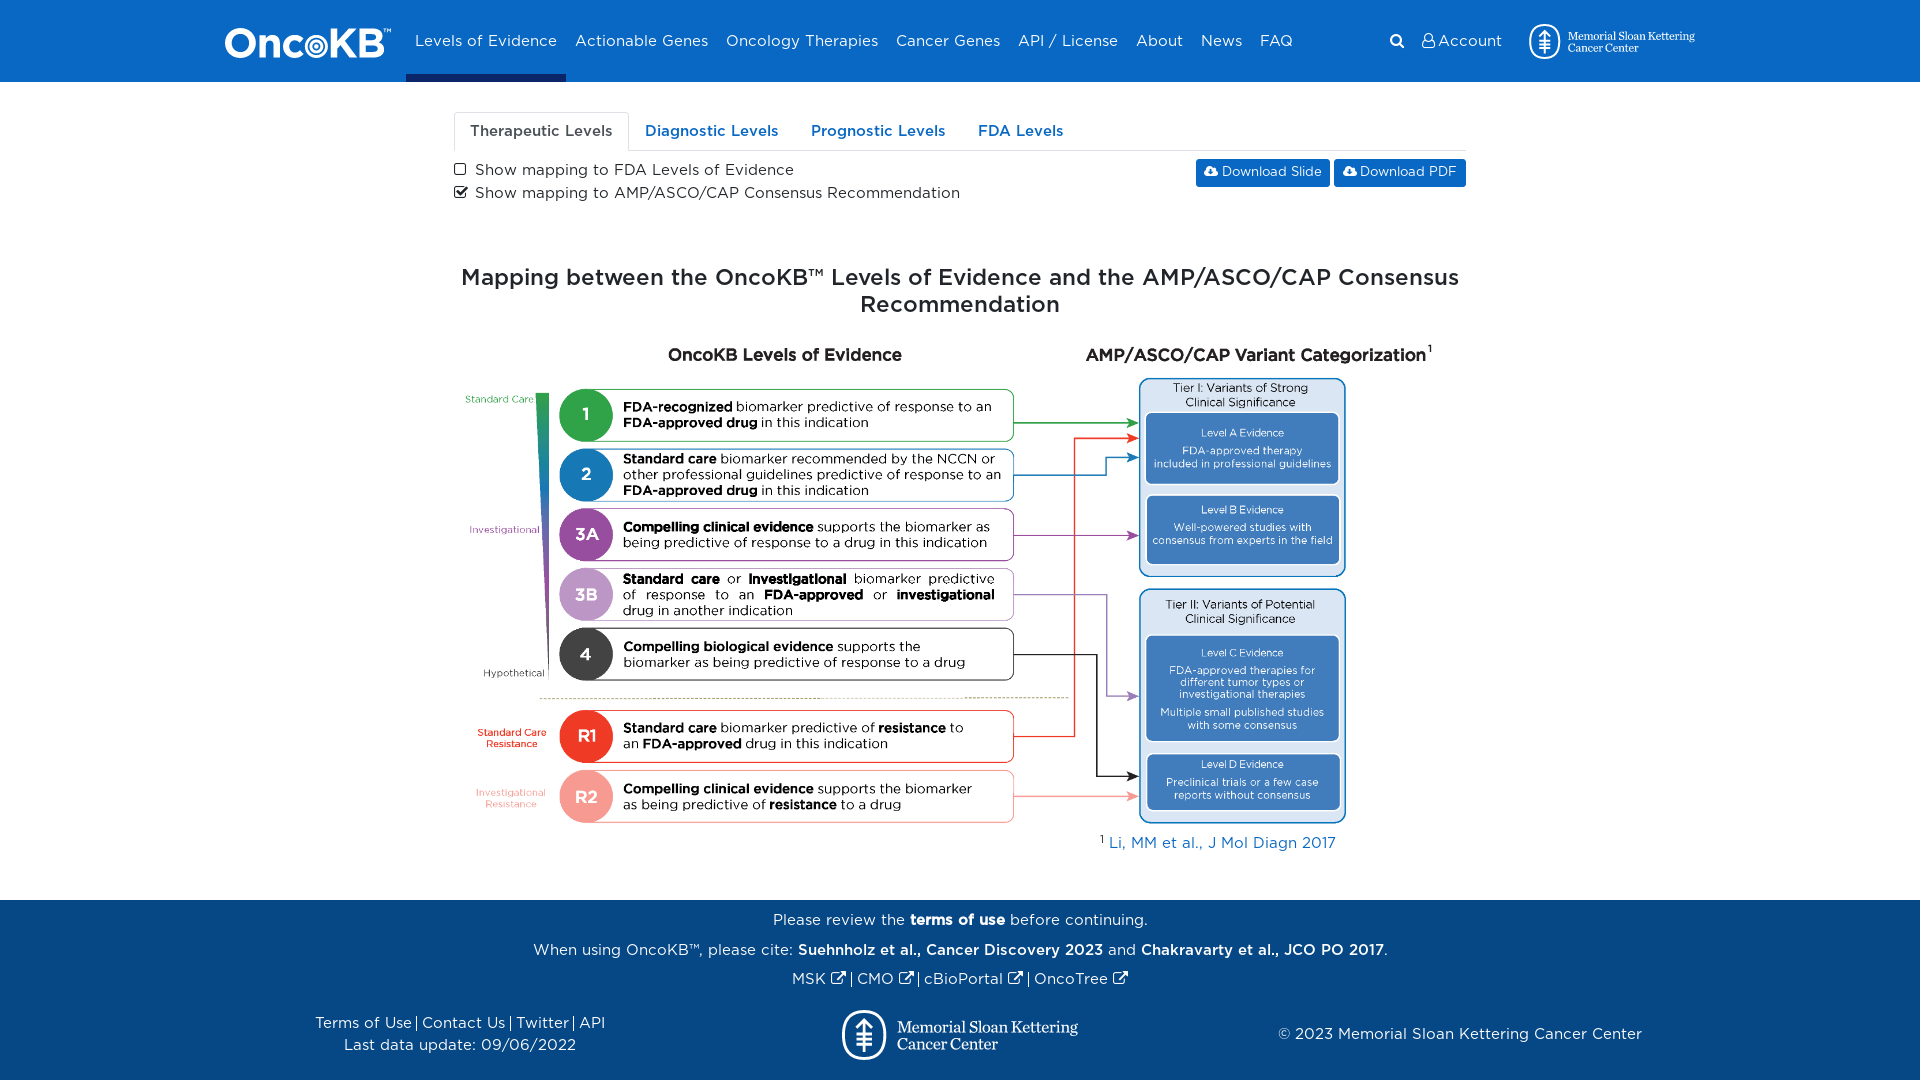 OncoKB™
Levels of Evidence
Actionable Genes
Oncology Therapies
Cancer Genes
API / License
About
News
FAQ
Account
Memorial Sloan Kettering
Cancer Center
Therapeutic Levels
Diagnostic Levels
Prognostic Levels
FDA Levels
Show mapping to FDA Levels of Evidence
Show mapping to AMP/ASCO/CAP Consensus Recommendation
Download Slide
Download PDF
Mapping between the OncoKB™ Levels of Evidence and the AMP/ASCO/CAP Consensus
Recommendation
OncoKB Levels of Evidence
Standard Care
1
FDA-recognized biomarker predictive of response to an
FDA-approved drug in this indication
2
Standard care biomarker recommended by the NCCN or
other professional guidelines predictive of response to an
FDA-approved drug in this indication
Investigational
3A
Compelling clinical evidence supports the biomarker as
being predictive of response to a drug in this indication
3B
Standard care or investigational biomarker predictive
of response to an FDA-approved or investigational
drug in another indication
Hypothetical
4
Compelling biological evidence supports the
biomarker as being predictive of response to a drug
Standard Care
Resistance
R1
Standard care biomarker predictive of resistance to
an FDA-approved drug in this indication
Investigational
Resistance
R2
Compelling clinical evidence supports the biomarker
as being predictive of resistance to a drug
AMP/ASCO/CAP Variant Categorization¹
Tier I: Variants of Strong
Clinical Significance
Level A Evidence
FDA-approved therapy
included in professional guidelines
Level B Evidence
Well-powered studies with
consensus from experts in the field
Tier II: Variants of Potential
Clinical Significance
Level C Evidence
FDA-approved therapies for
different tumor types or
investigational therapies
Multiple small published studies
with some consensus
Level D Evidence
Preclinical trials or a few case
reports without consensus
¹ Li, MM et al., J Mol Diagn 2017
Please review the terms of use before continuing.
When using OncoKB™, please cite: Suehnholz et al., Cancer Discovery 2023 and Chakravarty et al., JCO PO 2017.
MSK | CMO | cBioPortal | OncoTree
Terms of Use | Contact Us | Twitter | API
Last data update: 09/06/2022
Memorial Sloan Kettering
Cancer Center
© 2023 Memorial Sloan Kettering Cancer Center